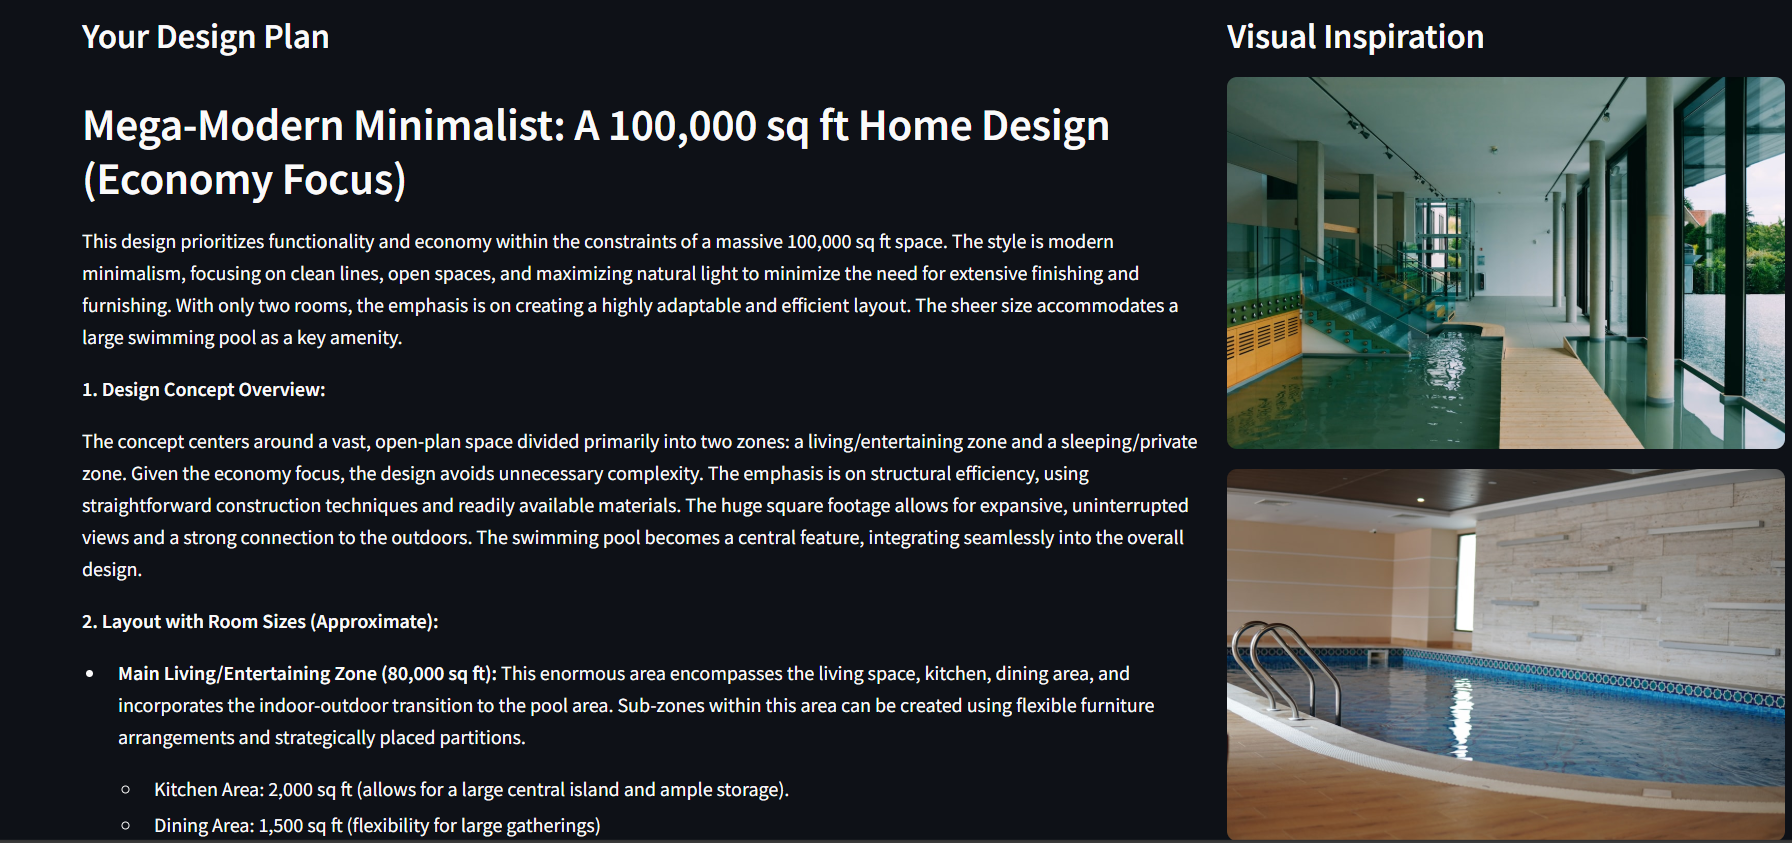 Your Design Plan
Mega-Modern Minimalist: A 100,000 sq ft Home Design
(Economy Focus)
This design prioritizes functionality and economy within the constraints of a massive 100,000 sq ft space. The style is modern
minimalism, focusing on clean lines, open spaces, and maximizing natural light to minimize the need for extensive finishing and
furnishing. With only two rooms, the emphasis is on creating a highly adaptable and efficient layout. The sheer size accommodates a
large swimming pool as a key amenity.
1. Design Concept Overview:
The concept centers around a vast, open-plan space divided primarily into two zones: a living/entertaining zone and a sleeping/private
zone. Given the economy focus, the design avoids unnecessary complexity. The emphasis is on structural efficiency, using
straightforward construction techniques and readily available materials. The huge square footage allows for expansive, uninterrupted
views and a strong connection to the outdoors. The swimming pool becomes a central feature, integrating seamlessly into the overall
design.
2. Layout with Room Sizes (Approximate):
• Main Living/Entertaining Zone (80,000 sq ft): This enormous area encompasses the living space, kitchen, dining area, and
incorporates the indoor-outdoor transition to the pool area. Sub-zones within this area can be created using flexible furniture
arrangements and strategically placed partitions.
○ Kitchen Area: 2,000 sq ft (allows for a large central island and ample storage).
○ Dining Area: 1,500 sq ft (flexibility for large gatherings)
Visual Inspiration